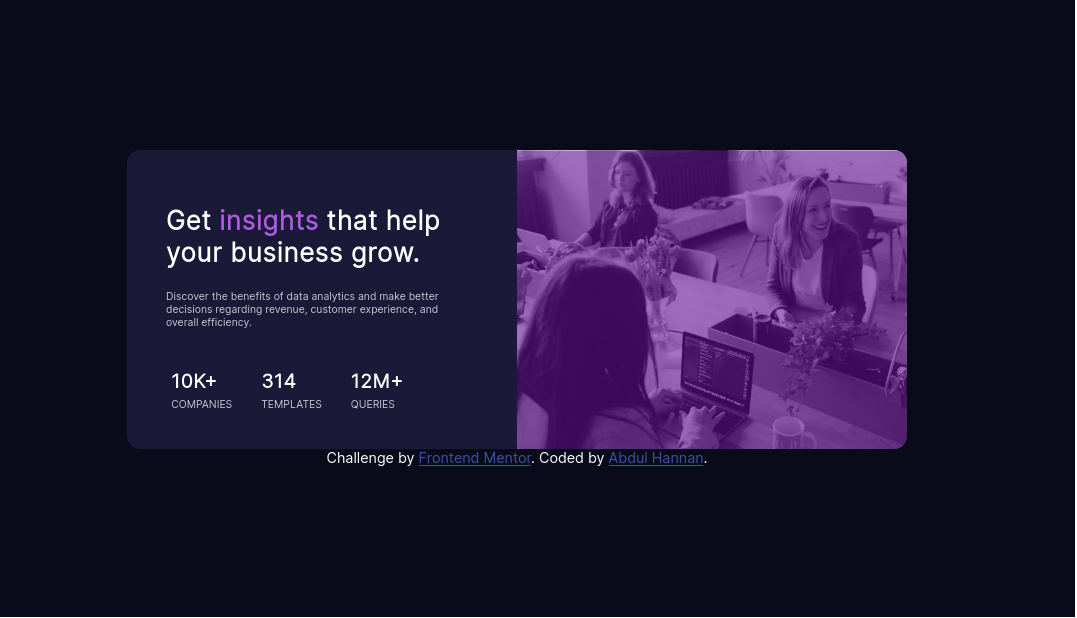 Get insights that help
your business grow.
Discover the benefits of data analytics and make better
decisions regarding revenue, customer experience, and
overall efficiency.
10K+ 314 12M+
COMPANIES TEMPLATES QUERIES
Challenge by Frontend Mentor. Coded by Abdul Hannan.